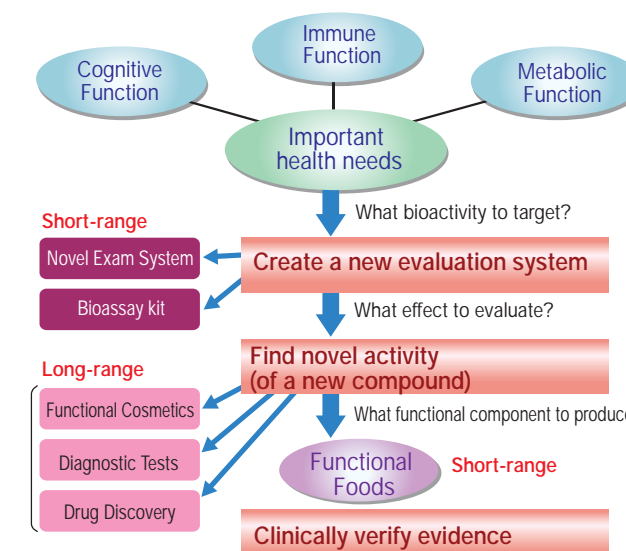 Immune
Function
Cognitive
Function
Metabolic
Function
Important
health needs
What bioactivity to target?
Short-range
Novel Exam System
Create a new evaluation system
Bioassay kit
What effect to evaluate?
Find novel activity
(of a new compound)
Long-range
Functional Cosmetics
What functional component to produce
Diagnostic Tests
Functional
Foods
Short-range
Drug Discovery
Clinically verify evidence